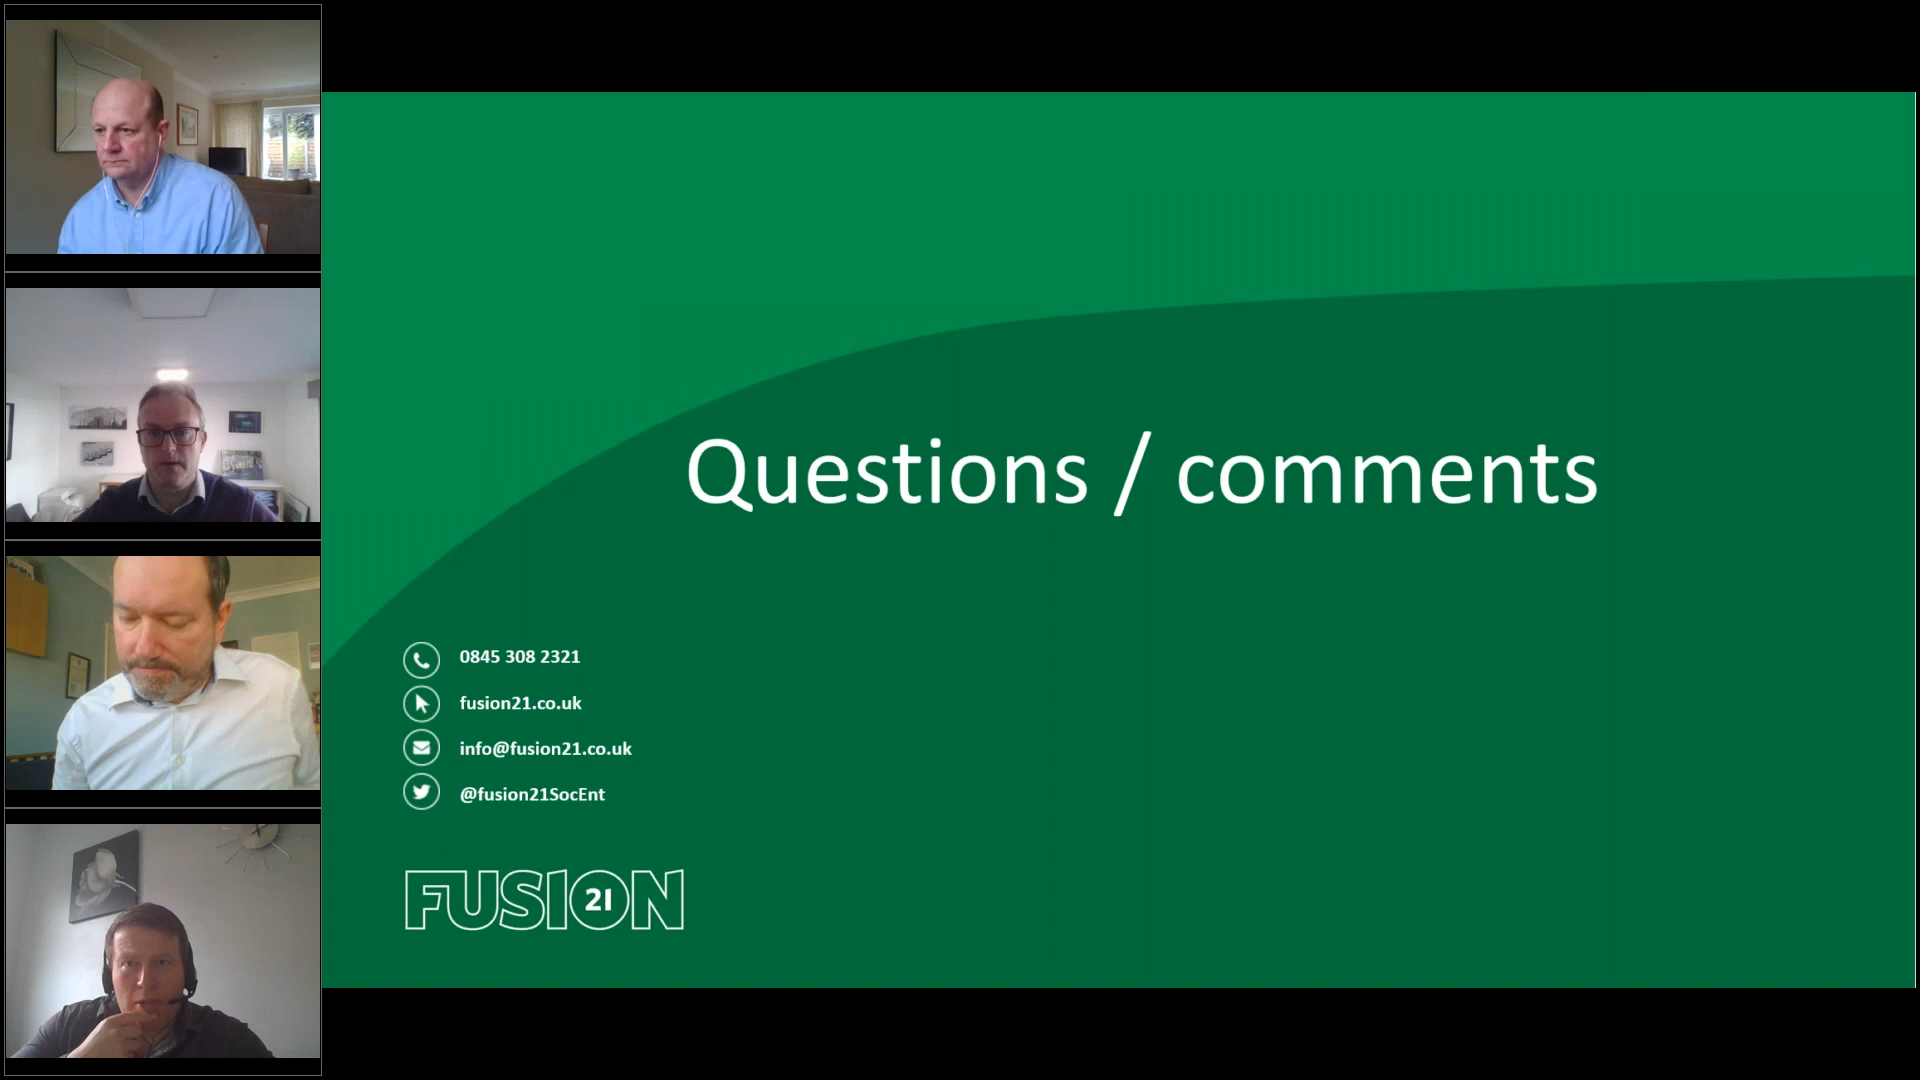 Questions / comments
0845 308 2321
fusion21.co.uk
info@fusion21.co.uk
@fusion21SocEnt
FUSION
21